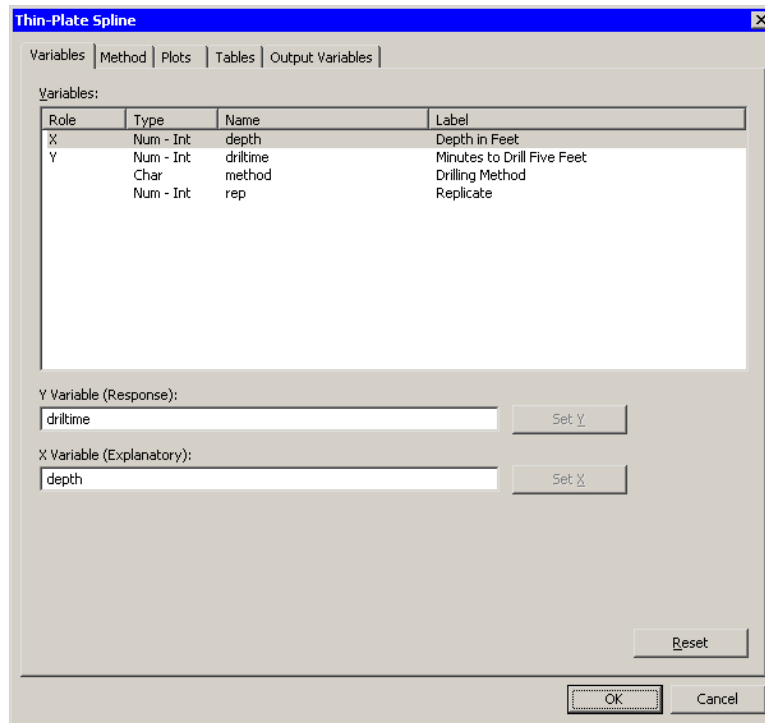 Thin-Plate Spline
Variables Method Plots Tables Output Variables
Variables:
Role Type Name Label
X Num - Int depth Depth in Feet
Y Num - Int driltime Minutes to Drill Five Feet
Char method Drilling Method
Num - Int rep Replicate
Y Variable (Response):
driltime Set Y
X Variable (Explanatory):
depth Set X
Reset
OK Cancel